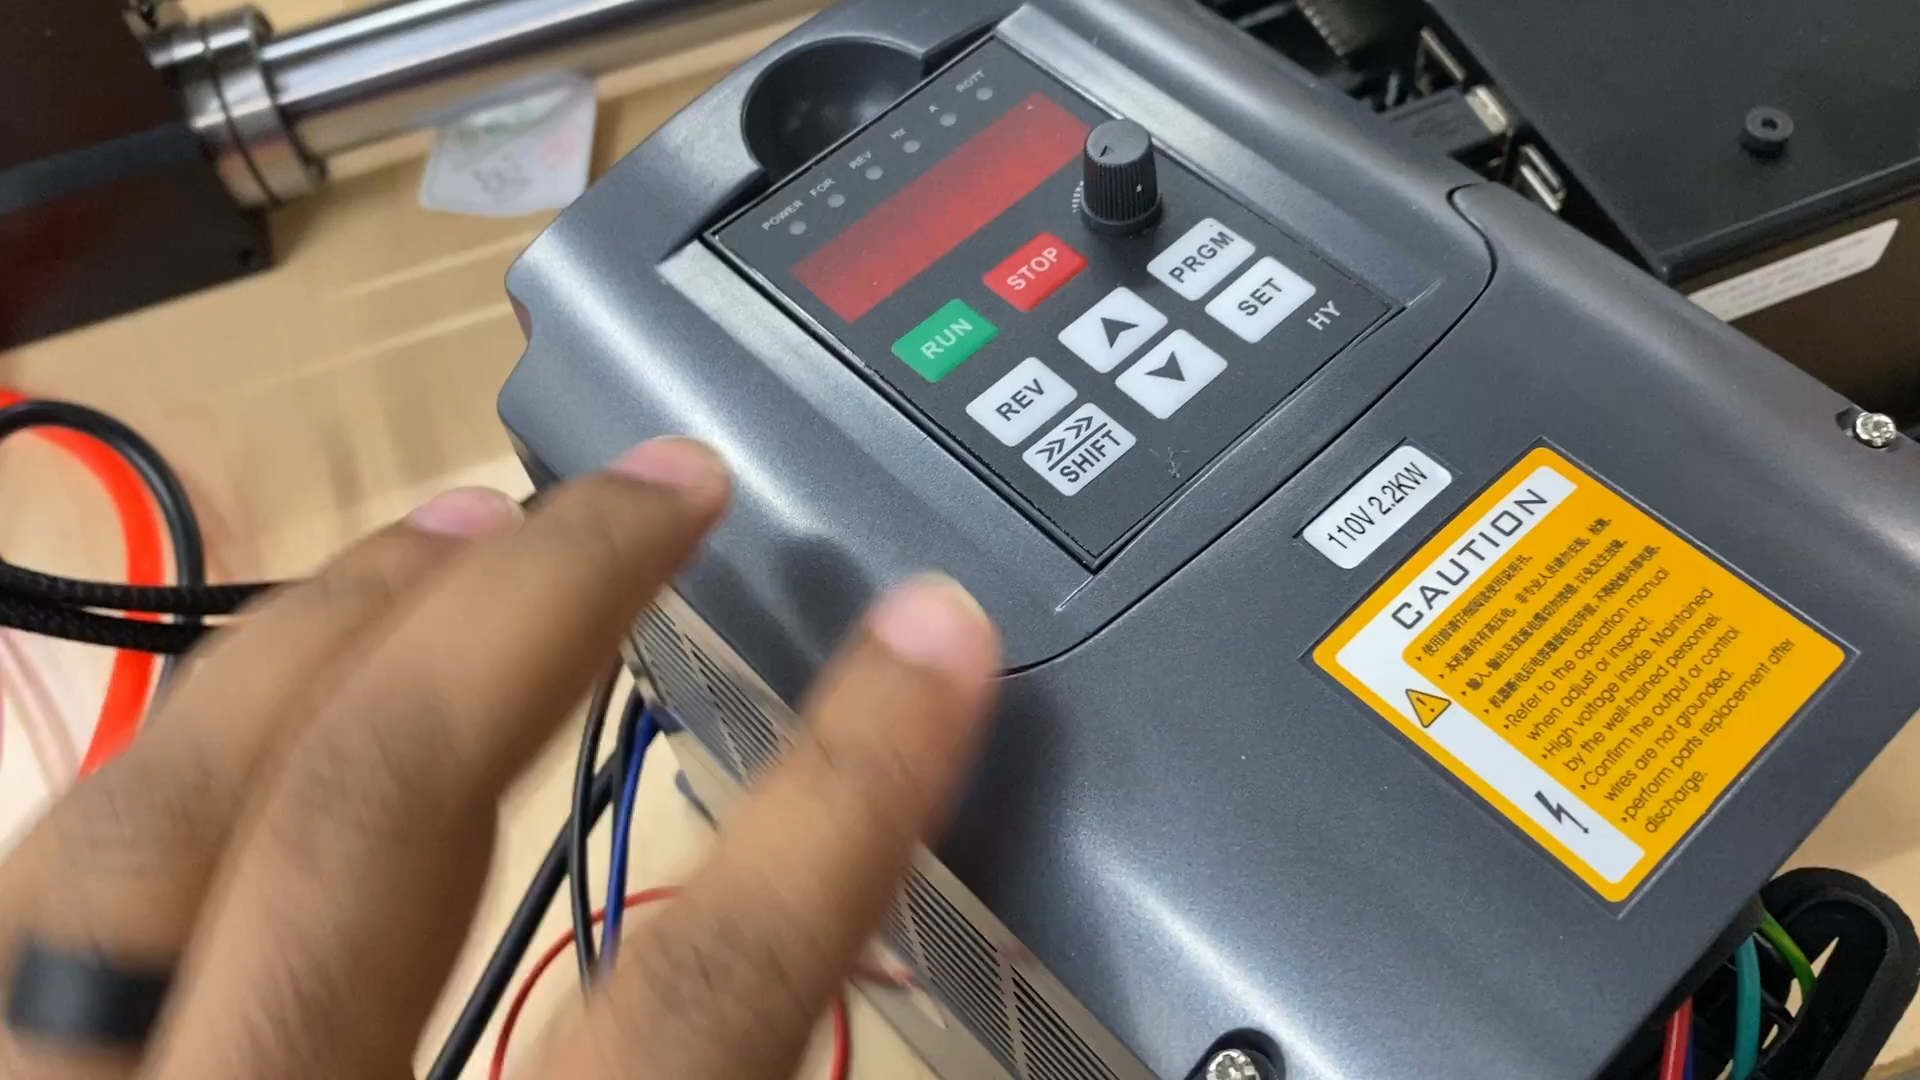 POWER FOR REV Hz A ROTT
RUN
STOP
PRGM
REV
SET
SHIFT
HY
110V 2.2KW
CAUTION
▸Refer to the operation manual
when adjust or inspect.
▸High voltage inside. Maintained
by the well-trained personnel.
▸Confirm the output or control
wires are not grounded.
▸perform parts replacement after
discharge.